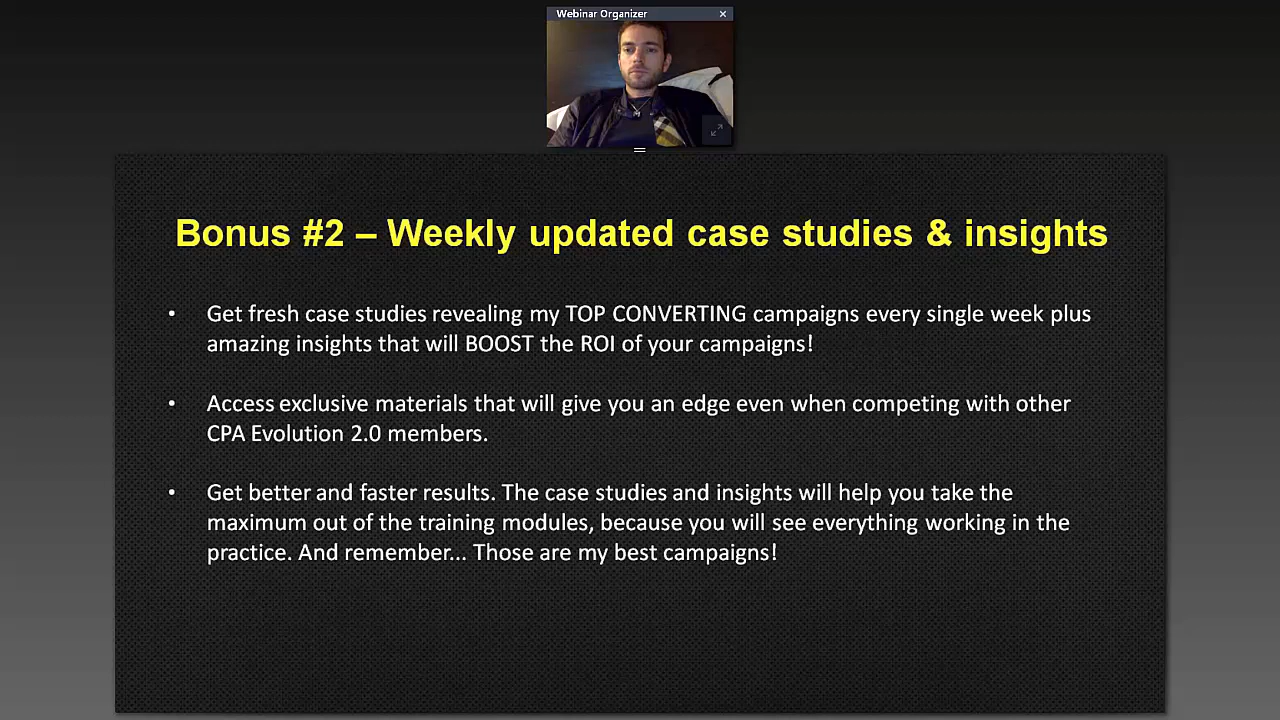 Webinar Organizer
Bonus #2 – Weekly updated case studies & insights
• Get fresh case studies revealing my TOP CONVERTING campaigns every single week plus
amazing insights that will BOOST the ROI of your campaigns!
• Access exclusive materials that will give you an edge even when competing with other
CPA Evolution 2.0 members.
• Get better and faster results. The case studies and insights will help you take the
maximum out of the training modules, because you will see everything working in the
practice. And remember... Those are my best campaigns!